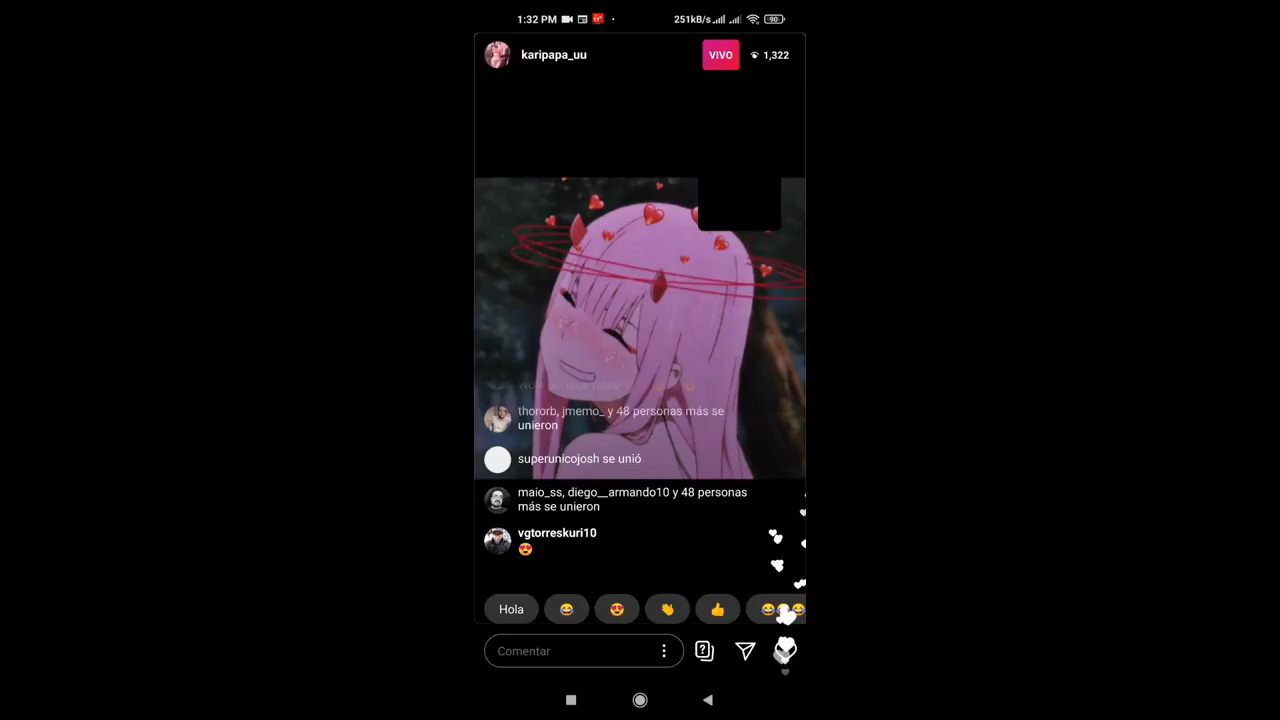 1:32 PM
251kB/s
90
karipapa_uu
VIVO
1,322
thororb, jmemo_ y 48 personas más se
unieron
superunicojosh se unió
maio_ss, diego__armando10 y 48 personas
más se unieron
vgtorreskuri10
😍
Hola 😂 😍 👏 👍 😂😂😂
Comentar